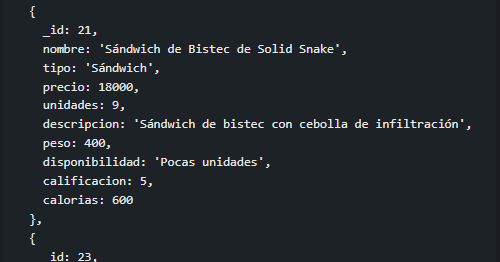 {
_id: 21,
nombre: 'Sándwich de Bistec de Solid Snake',
tipo: 'Sándwich',
precio: 18000,
unidades: 9,
descripcion: 'Sándwich de bistec con cebolla de infiltración',
peso: 400,
disponibilidad: 'Pocas unidades',
calificacion: 5,
calorias: 600
},
{
_id: 23,